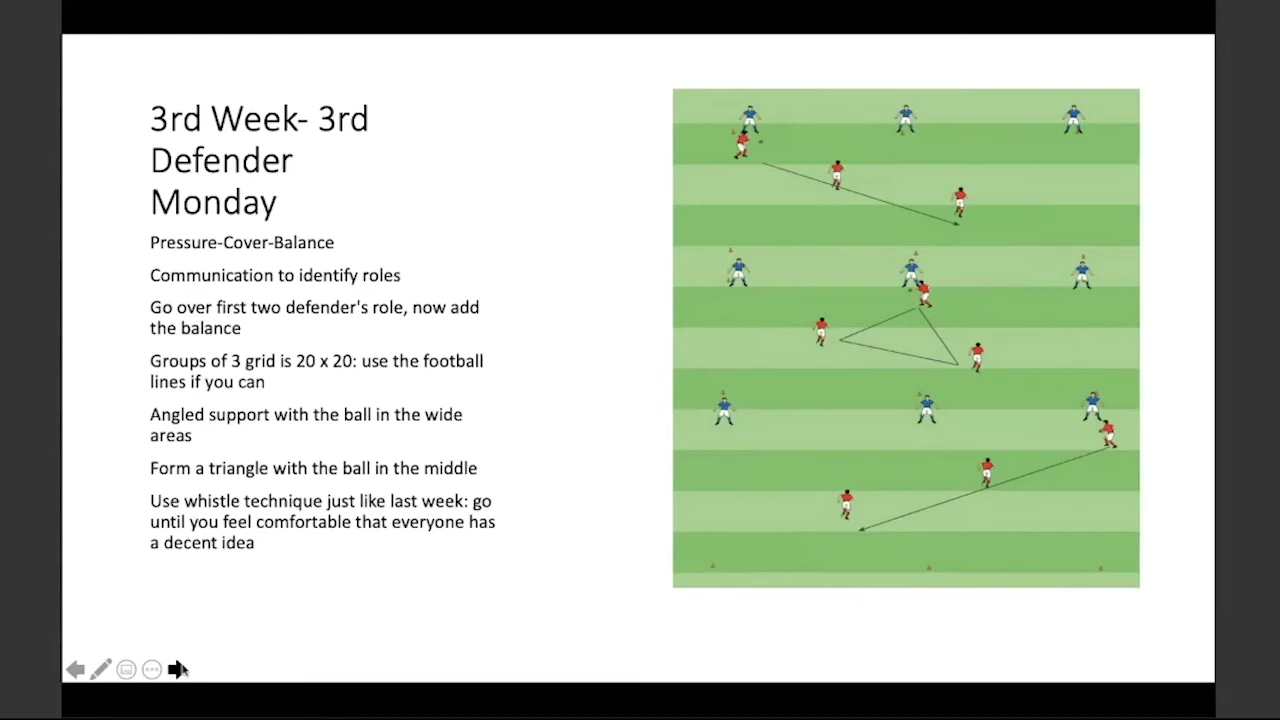 3rd Week- 3rd
Defender
Monday
Pressure-Cover-Balance
Communication to identify roles
Go over first two defender's role, now add
the balance
Groups of 3 grid is 20 x 20: use the football
lines if you can
Angled support with the ball in the wide
areas
Form a triangle with the ball in the middle
Use whistle technique just like last week: go
until you feel comfortable that everyone has
a decent idea